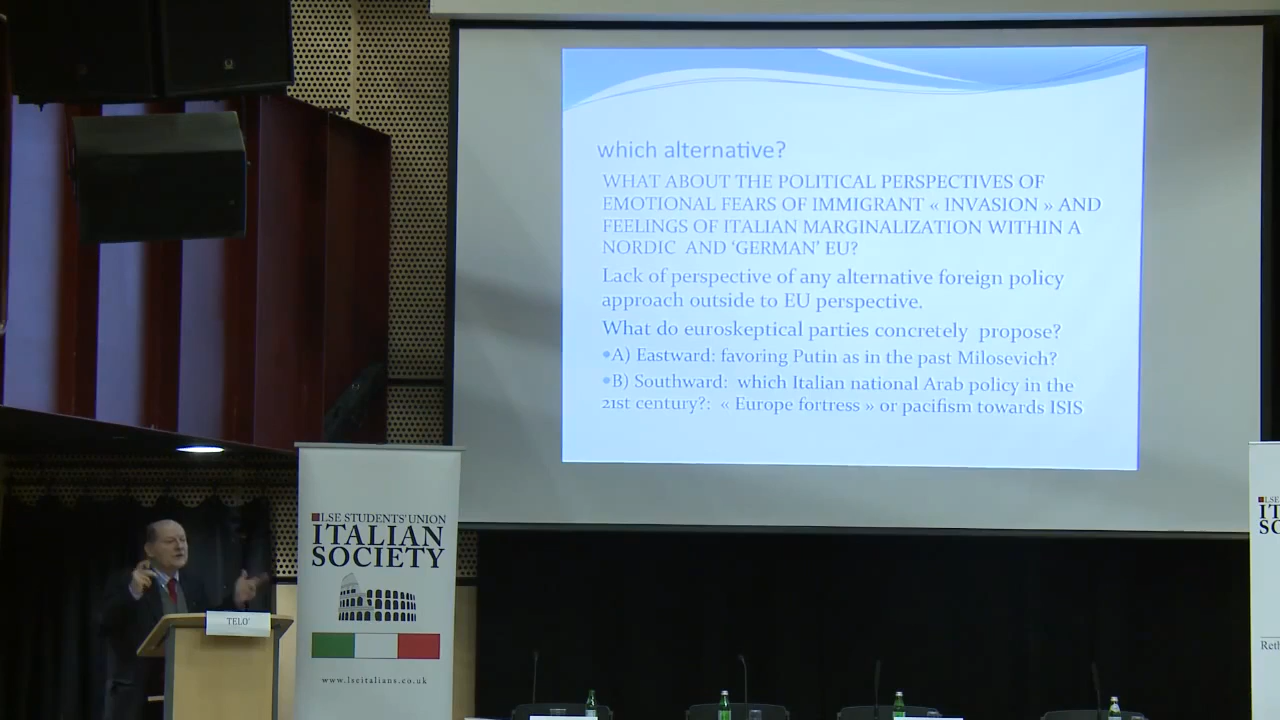 which alternative?
WHAT ABOUT THE POLITICAL PERSPECTIVES OF
EMOTIONAL FEARS OF IMMIGRANT « INVASION » AND
FEELINGS OF ITALIAN MARGINALIZATION WITHIN A
NORDIC AND ‘GERMAN’ EU?
Lack of perspective of any alternative foreign policy
approach outside to EU perspective.
What do euroskeptical parties concretely propose?
•A) Eastward: favoring Putin as in the past Milosevich?
•B) Southward: which Italian national Arab policy in the
21st century?: « Europe fortress » or pacifism towards ISIS
LSE STUDENTS' UNION
ITALIAN
SOCIETY
www.lseitalians.co.uk
TELO'
LSE
IT
SO
Reth